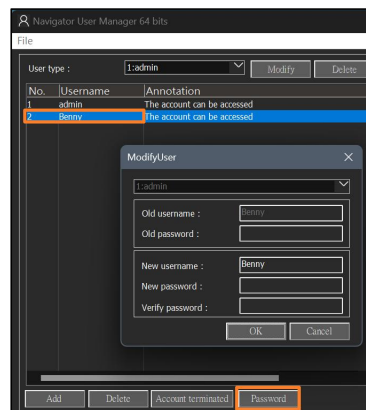 Navigator User Manager 64 bits
File
User type : 1:admin Modify Delete
No. Username Annotation
1 admin The account can be accessed
2 Benny The account can be accessed
ModifyUser
1:admin
Old username : Benny
Old password :
New username : Benny
New password :
Verify password :
OK Cancel
Add Delete Account terminated Password